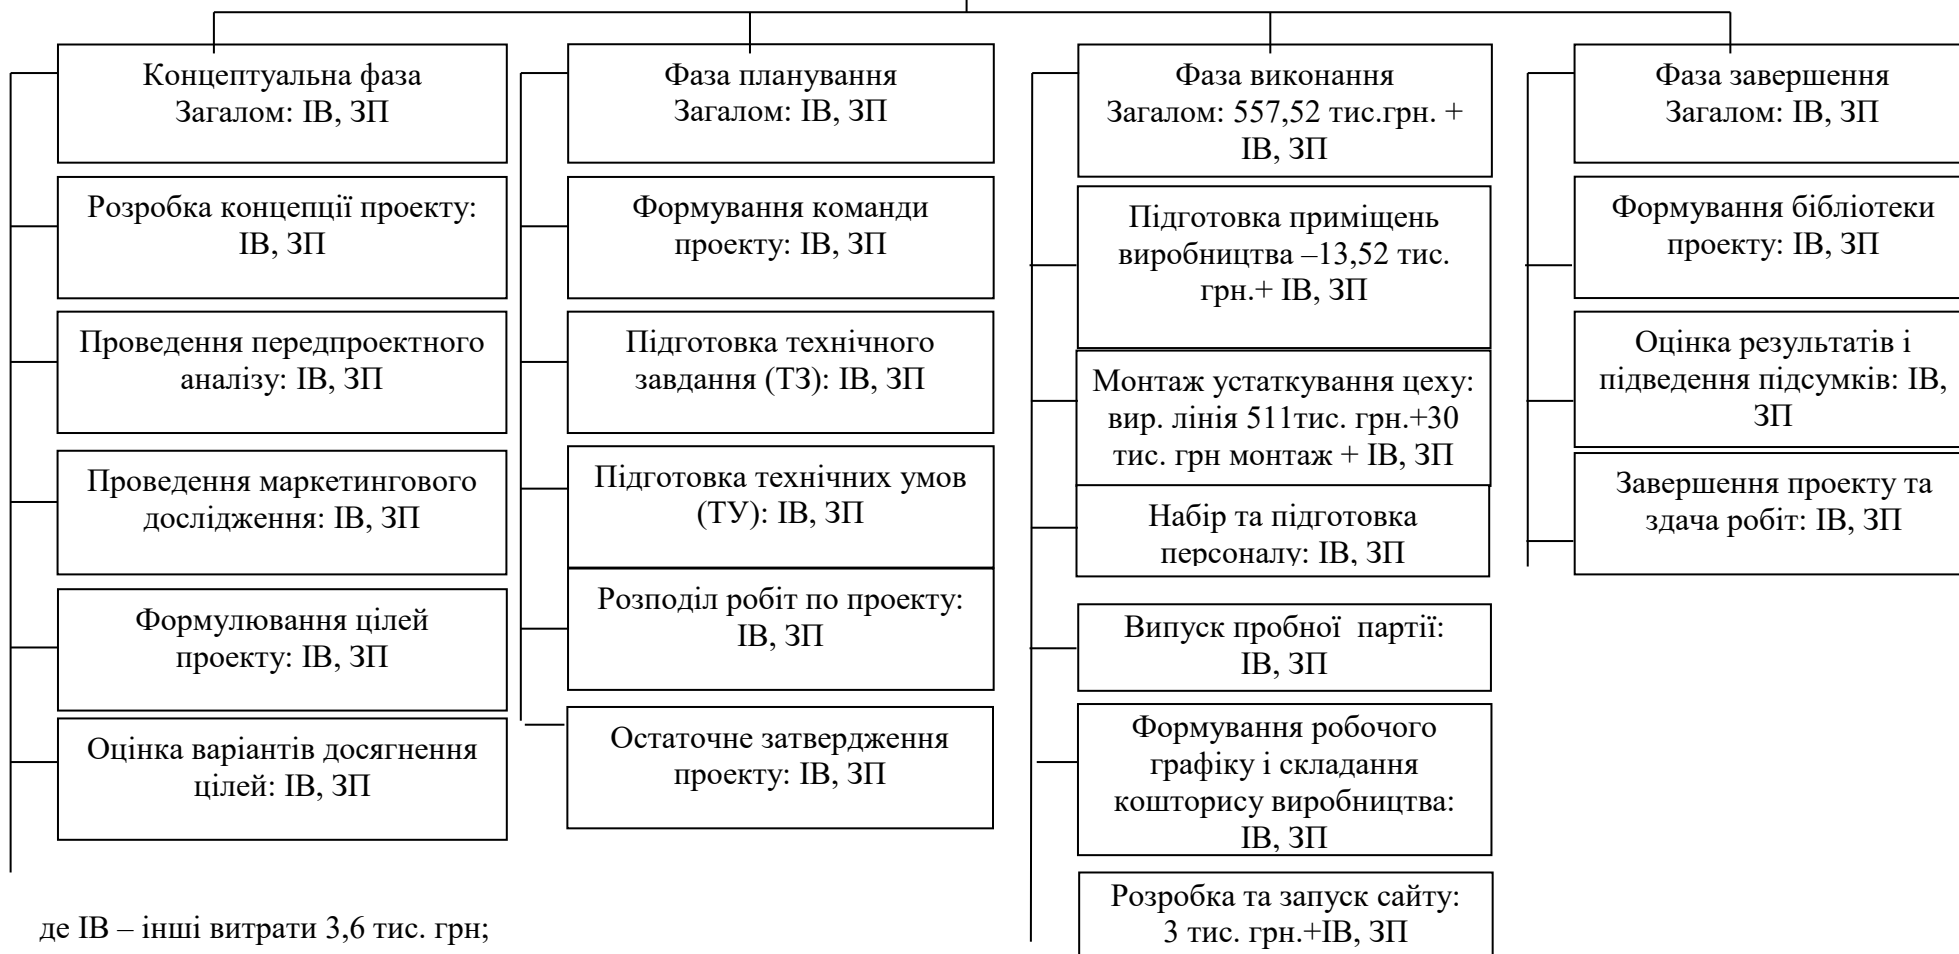 Концептуальна фаза
Загалом: ІВ, ЗП
Розробка концепції проекту:
ІВ, ЗП
Проведення передпроектного
аналізу: ІВ, ЗП
Проведення маркетингового
дослідження: ІВ, ЗП
Формулювання цілей
проекту: ІВ, ЗП
Оцінка варіантів досягнення
цілей: ІВ, ЗП
Фаза планування
Загалом: ІВ, ЗП
Формування команди
проекту: ІВ, ЗП
Підготовка технічного
завдання (ТЗ): ІВ, ЗП
Підготовка технічних умов
(ТУ): ІВ, ЗП
Розподіл робіт по проекту:
ІВ, ЗП
Остаточне затвердження
проекту: ІВ, ЗП
Фаза виконання
Загалом: 557,52 тис.грн. +
ІВ, ЗП
Підготовка приміщень
виробництва –13,52 тис.
грн.+ ІВ, ЗП
Монтаж устаткування цеху:
вир. лінія 511тис. грн.+30
тис. грн монтаж + ІВ, ЗП
Набір та підготовка
персоналу: ІВ, ЗП
Випуск пробної партії:
ІВ, ЗП
Формування робочого
графіку і складання
кошторису виробництва:
ІВ, ЗП
Розробка та запуск сайту:
3 тис. грн.+ІВ, ЗП
Фаза завершення
Загалом: ІВ, ЗП
Формування бібліотеки
проекту: ІВ, ЗП
Оцінка результатів і
підведення підсумків: ІВ,
ЗП
Завершення проекту та
здача робіт: ІВ, ЗП
де ІВ – інші витрати 3,6 тис. грн;